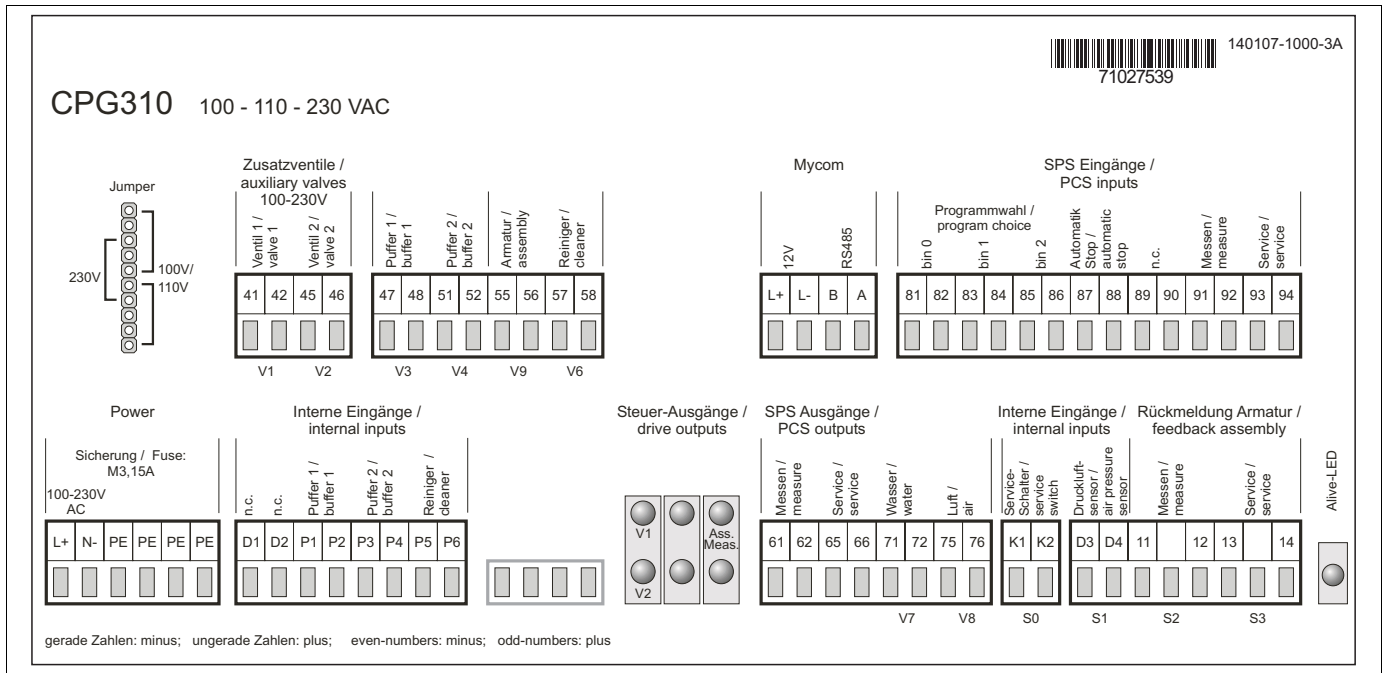 140107-1000-3A
71027539
CPG310 100 - 110 - 230 VAC
Jumper
230V
100V/
110V
Zusatzventile /
auxiliary valves
100-230V
Ventil 1 /
valve 1
Ventil 2 /
valve 2
41 42 45 46
V1 V2
Puffer 1 /
buffer 1
Puffer 2 /
buffer 2
Armatur /
assembly
Reiniger /
cleaner
47 48 51 52 55 56 57 58
V3 V4 V9 V6
Mycom
12V
RS485
L+ L- B A
SPS Eingänge /
PCS inputs
Programmwahl /
program choice
bin 0
bin 1
bin 2
Automatik
Stop /
automatic
stop
n.c.
Messen /
measure
Service /
service
81 82 83 84 85 86 87 88 89 90 91 92 93 94
Power
Sicherung / Fuse:
M3,15A
100-230V
AC
L+ N- PE PE PE PE
Interne Eingänge /
internal inputs
n.c.
n.c.
Puffer 1 /
buffer 1
Puffer 2 /
buffer 2
Reiniger /
cleaner
D1 D2 P1 P2 P3 P4 P5 P6
Steuer-Ausgänge /
drive outputs
V1
V2
Ass.
Meas.
SPS Ausgänge /
PCS outputs
Messen /
measure
Service /
service
Wasser /
water
Luft /
air
61 62 65 66 71 72 75 76
V7 V8
Interne Eingänge /
internal inputs
Service-
Schalter /
service
switch
Druckluft-
sensor /
air pressure
sensor
K1 K2 D3 D4
S0 S1
Rückmeldung Armatur /
feedback assembly
Messen /
measure
Service /
service
11 12 13 14
S2 S3
Alive-LED
gerade Zahlen: minus; ungerade Zahlen: plus; even-numbers: minus; odd-numbers: plus